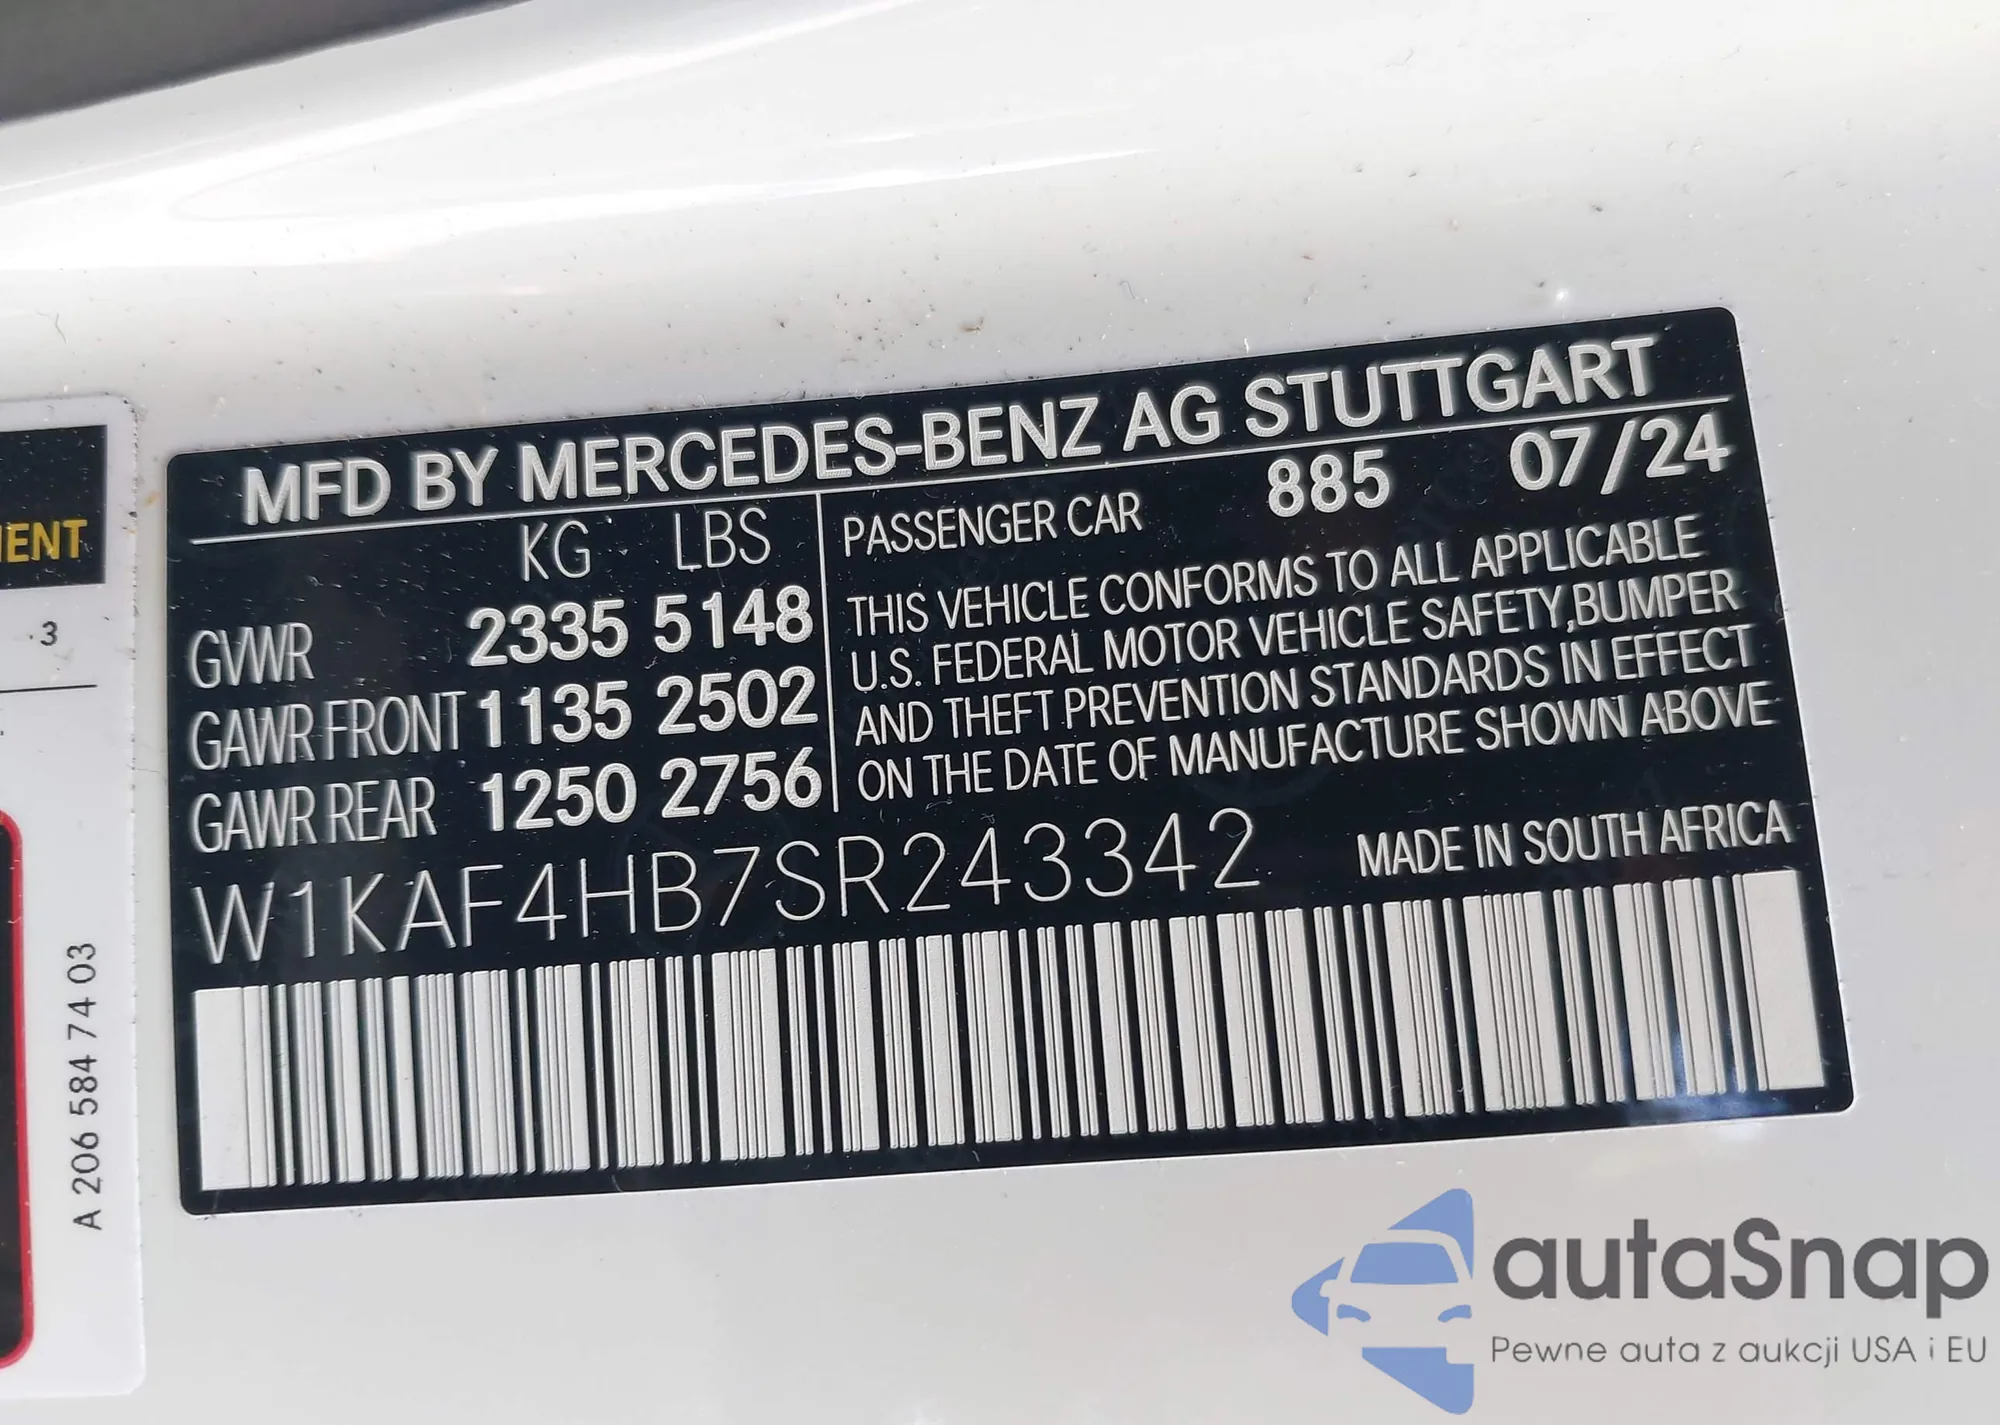 MFD BY MERCEDES-BENZ AG STUTTGART
KG LBS
GVWR 2335 5148
GAWR FRONT 1135 2502
GAWR REAR 1250 2756
PASSENGER CAR 885 07/24
THIS VEHICLE CONFORMS TO ALL APPLICABLE
U.S. FEDERAL MOTOR VEHICLE SAFETY,BUMPER
AND THEFT PREVENTION STANDARDS IN EFFECT
ON THE DATE OF MANUFACTURE SHOWN ABOVE
W1KAF4HB7SR243342 MADE IN SOUTH AFRICA
3
A 206 584 74 03
autaSnap
Pewne auta z aukcji USA i EU